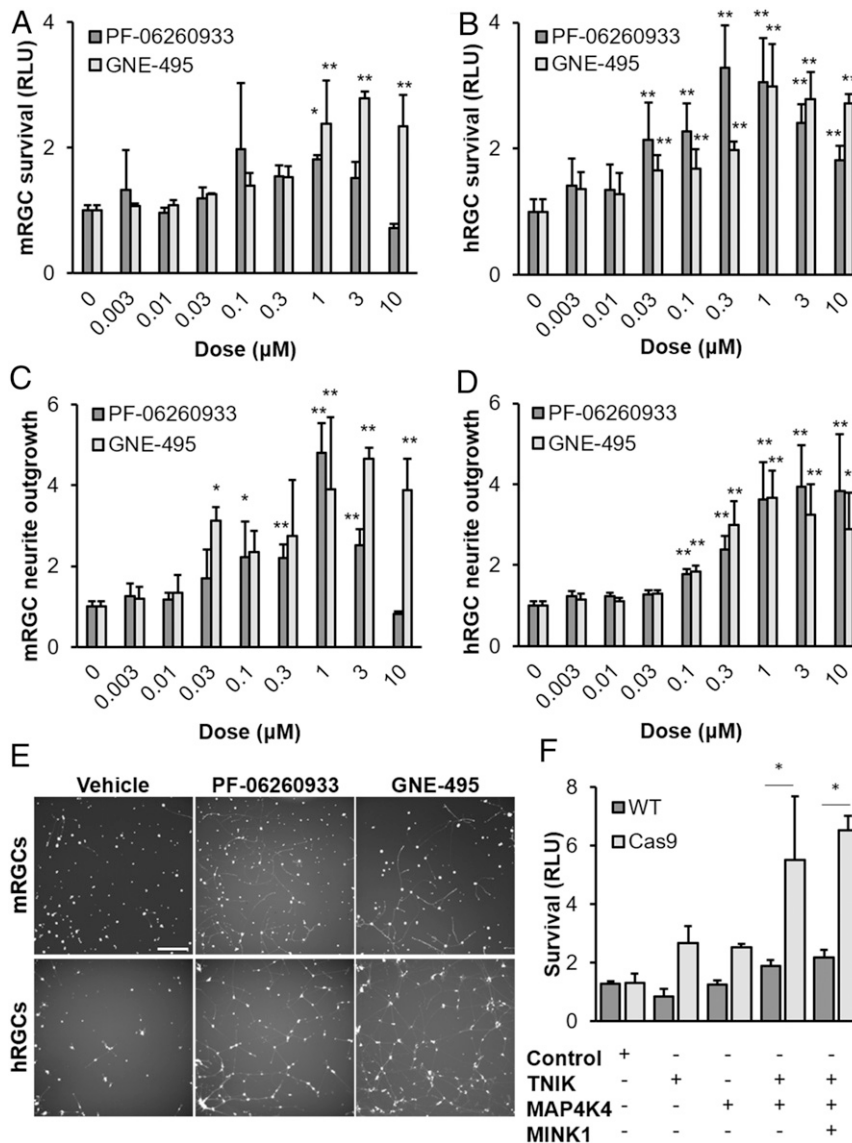 A
mRGC survival (RLU)
PF-06260933
GNE-495
4
2
0
* ** ** **
0 0.003 0.01 0.03 0.1 0.3 1 3 10
Dose (µM)
B
hRGC survival (RLU)
PF-06260933
GNE-495
4
2
0
** ** ** ** ** ** ** ** ** ** ** **
0 0.003 0.01 0.03 0.1 0.3 1 3 10
Dose (µM)
C
mRGC neurite outgrowth
PF-06260933
GNE-495
6
4
2
0
* * ** ** ** ** ** **
0 0.003 0.01 0.03 0.1 0.3 1 3 10
Dose (µM)
D
hRGC neurite outgrowth
PF-06260933
GNE-495
6
4
2
0
** ** ** ** ** ** ** ** ** **
0 0.003 0.01 0.03 0.1 0.3 1 3 10
Dose (µM)
E
Vehicle PF-06260933 GNE-495
mRGCs
hRGCs
F
Survival (RLU)
WT
Cas9
8
6
4
2
0
* *
Control + - - - -
TNIK - + - + +
MAP4K4 - - + + +
MINK1 - - - - +